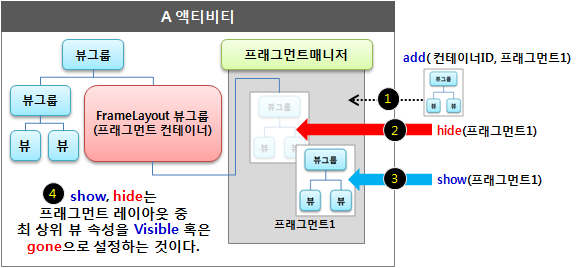 A 액티비티
뷰그룹
프래그먼트매니저
add( 컨테이너ID, 프래그먼트1)
뷰그룹
뷰 뷰
뷰그룹
FrameLayout 뷰그룹
(프래그먼트 컨테이너)
1
뷰그룹
뷰 뷰
2
hide(프래그먼트1)
뷰 뷰
뷰그룹
뷰 뷰
3
show(프래그먼트1)
프래그먼트1
4 show, hide는
프래그먼트 레이아웃 중
최 상위 뷰 속성을 Visible 혹은
gone으로 설정하는 것이다.